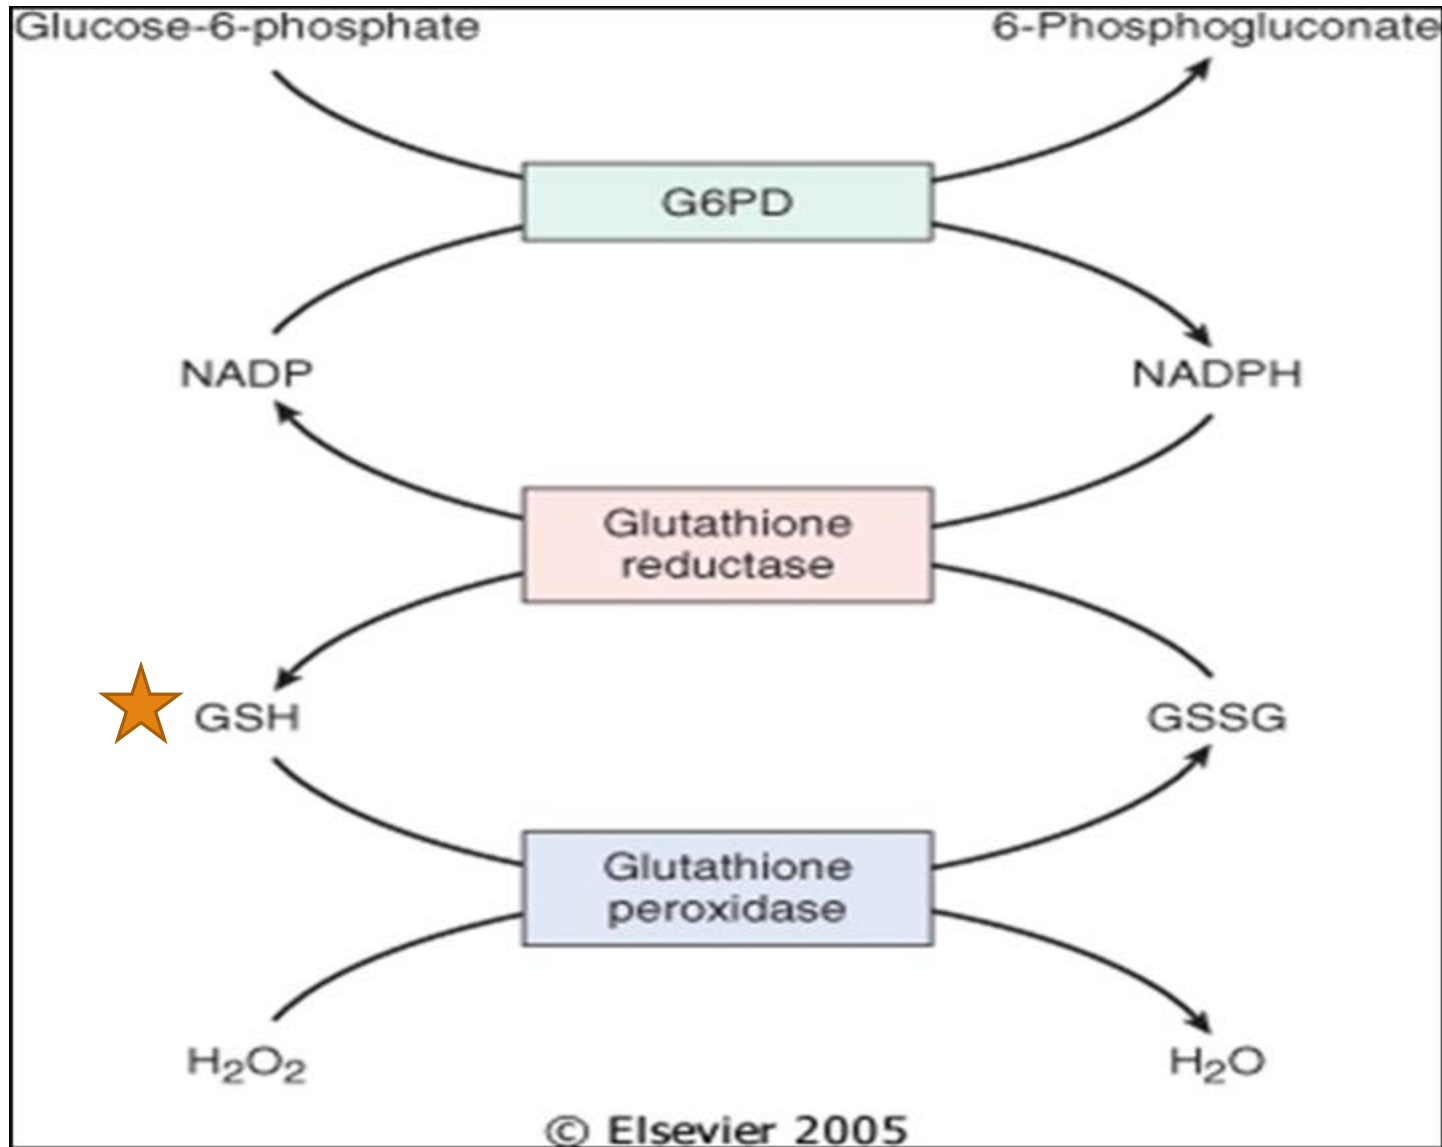 Glucose-6-phosphate
6-Phosphogluconate
G6PD
NADP
NADPH
Glutathione
reductase
GSH
GSSG
Glutathione
peroxidase
H₂O₂
H₂O
© Elsevier 2005